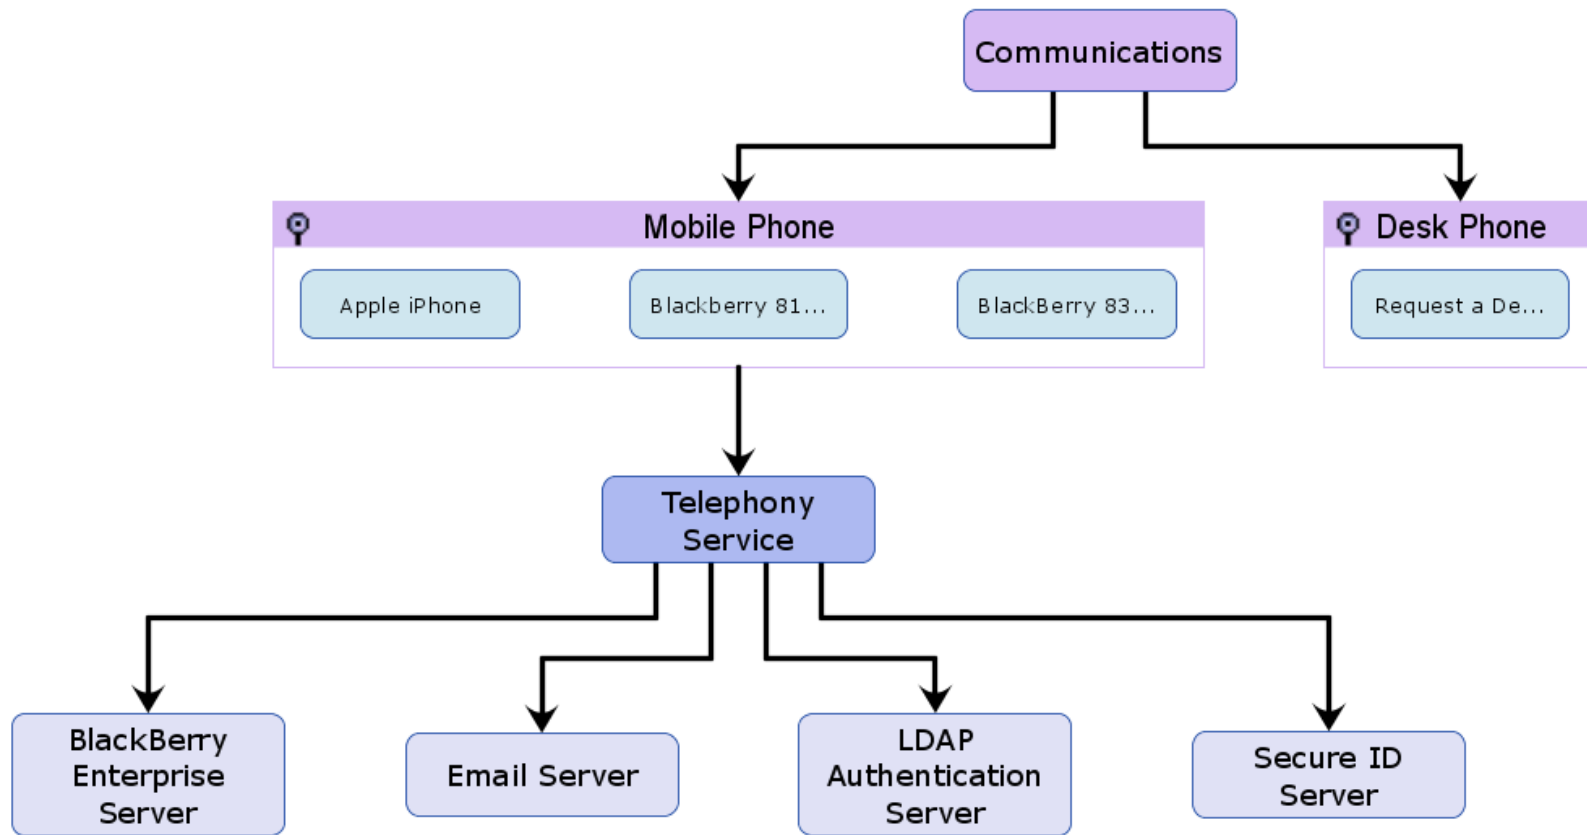 Communications
Mobile Phone
Desk Phone
Apple iPhone
Blackberry 81...
BlackBerry 83...
Request a De...
Telephony
Service
BlackBerry
Enterprise
Server
Email Server
LDAP
Authentication
Server
Secure ID
Server